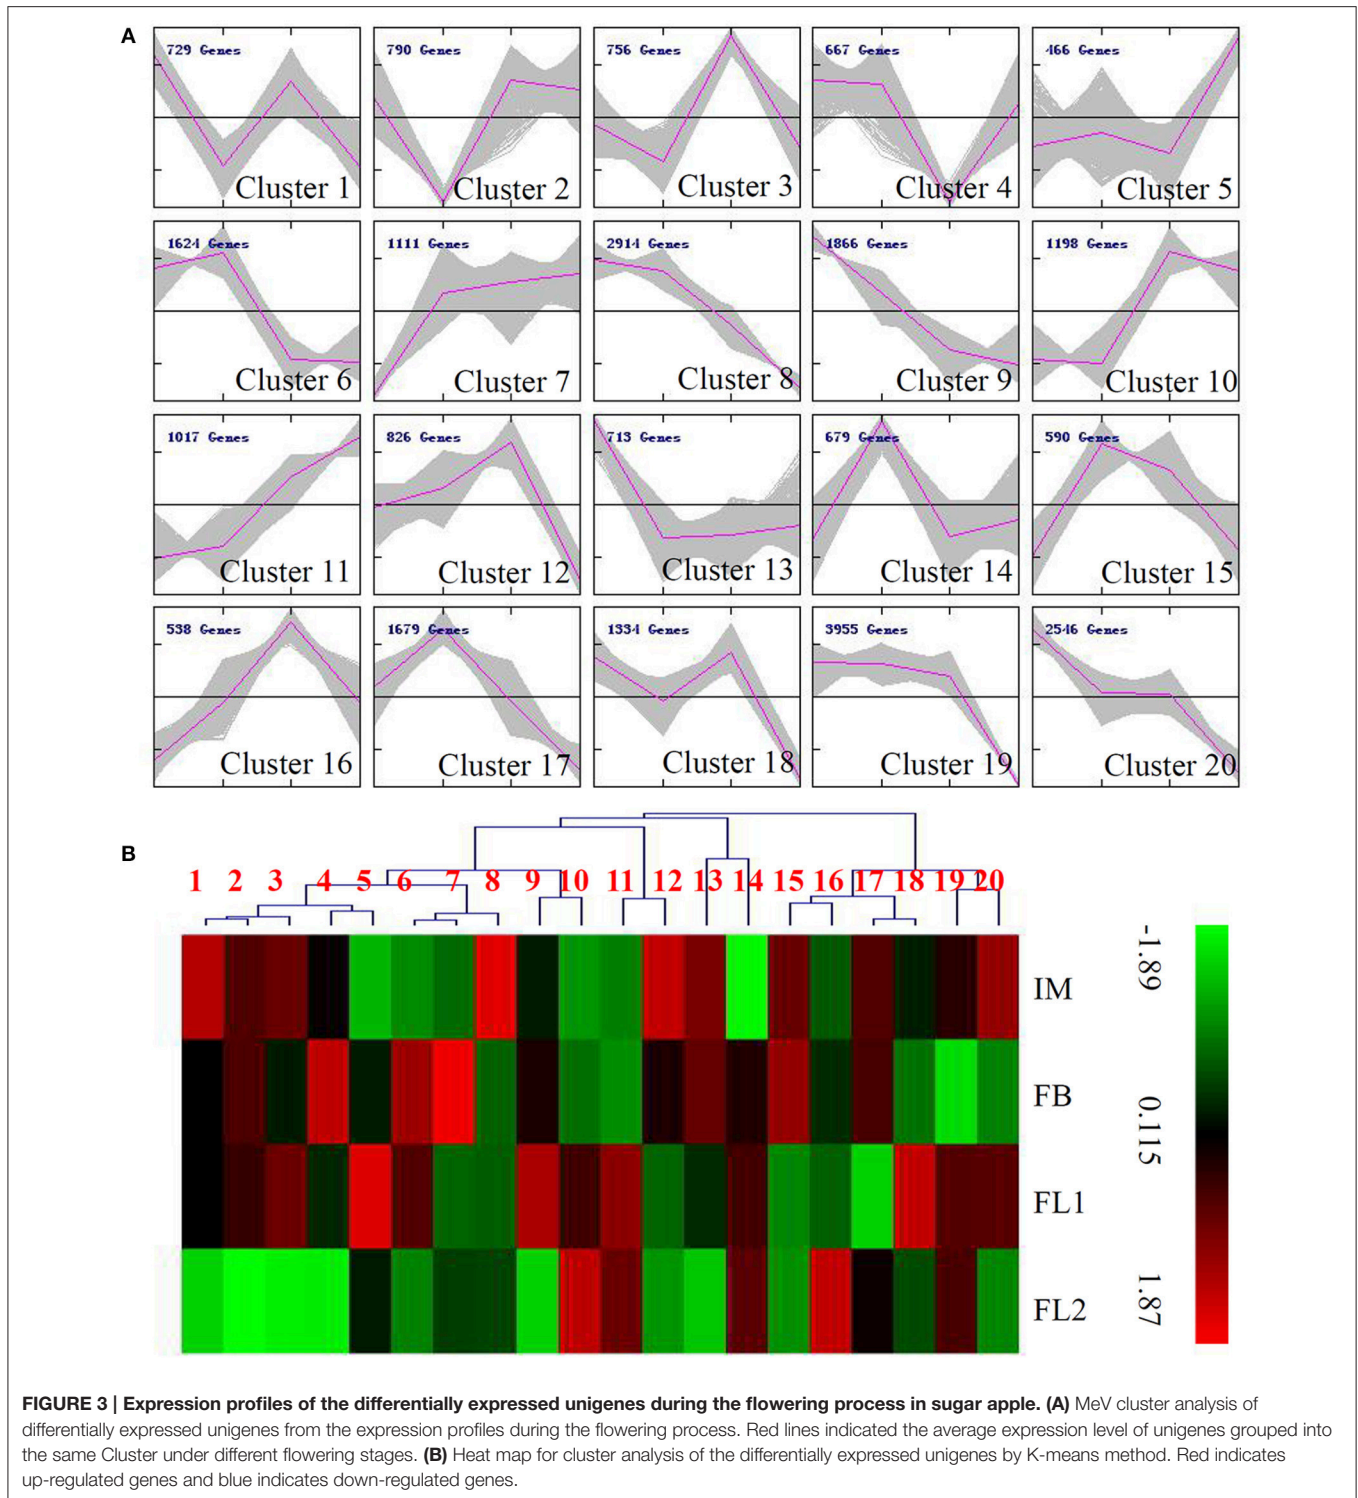 A
729 Genes
790 Genes
756 Genes
667 Genes
466 Genes
Cluster 1
Cluster 2
Cluster 3
Cluster 4
Cluster 5
1624 Genes
1111 Genes
2914 Genes
1866 Genes
1198 Genes
Cluster 6
Cluster 7
Cluster 8
Cluster 9
Cluster 10
1017 Genes
826 Genes
713 Genes
679 Genes
590 Genes
Cluster 11
Cluster 12
Cluster 13
Cluster 14
Cluster 15
538 Genes
1679 Genes
1334 Genes
3955 Genes
2546 Genes
Cluster 16
Cluster 17
Cluster 18
Cluster 19
Cluster 20
B
1 2 3 4 5 6 7 8 9 10 11 12 13 14 15 16 17 18 19 20
IM
FB
FL1
FL2
-1.89
0.115
1.87
FIGURE 3 | Expression profiles of the differentially expressed unigenes during the flowering process in sugar apple. (A) MeV cluster analysis of
differentially expressed unigenes from the expression profiles during the flowering process. Red lines indicated the average expression level of unigenes grouped into
the same Cluster under different flowering stages. (B) Heat map for cluster analysis of the differentially expressed unigenes by K-means method. Red indicates
up-regulated genes and blue indicates down-regulated genes.